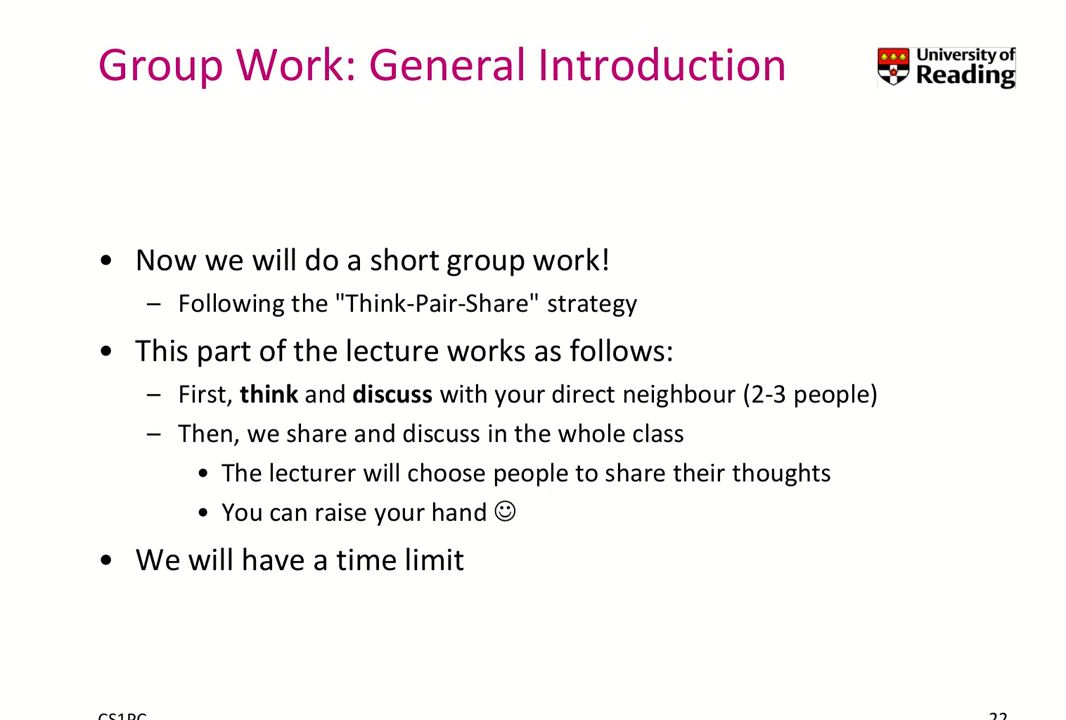 Group Work: General Introduction
University of
Reading
• Now we will do a short group work!
– Following the "Think-Pair-Share" strategy
• This part of the lecture works as follows:
– First, think and discuss with your direct neighbour (2-3 people)
– Then, we share and discuss in the whole class
• The lecturer will choose people to share their thoughts
• You can raise your hand ☺
• We will have a time limit
22